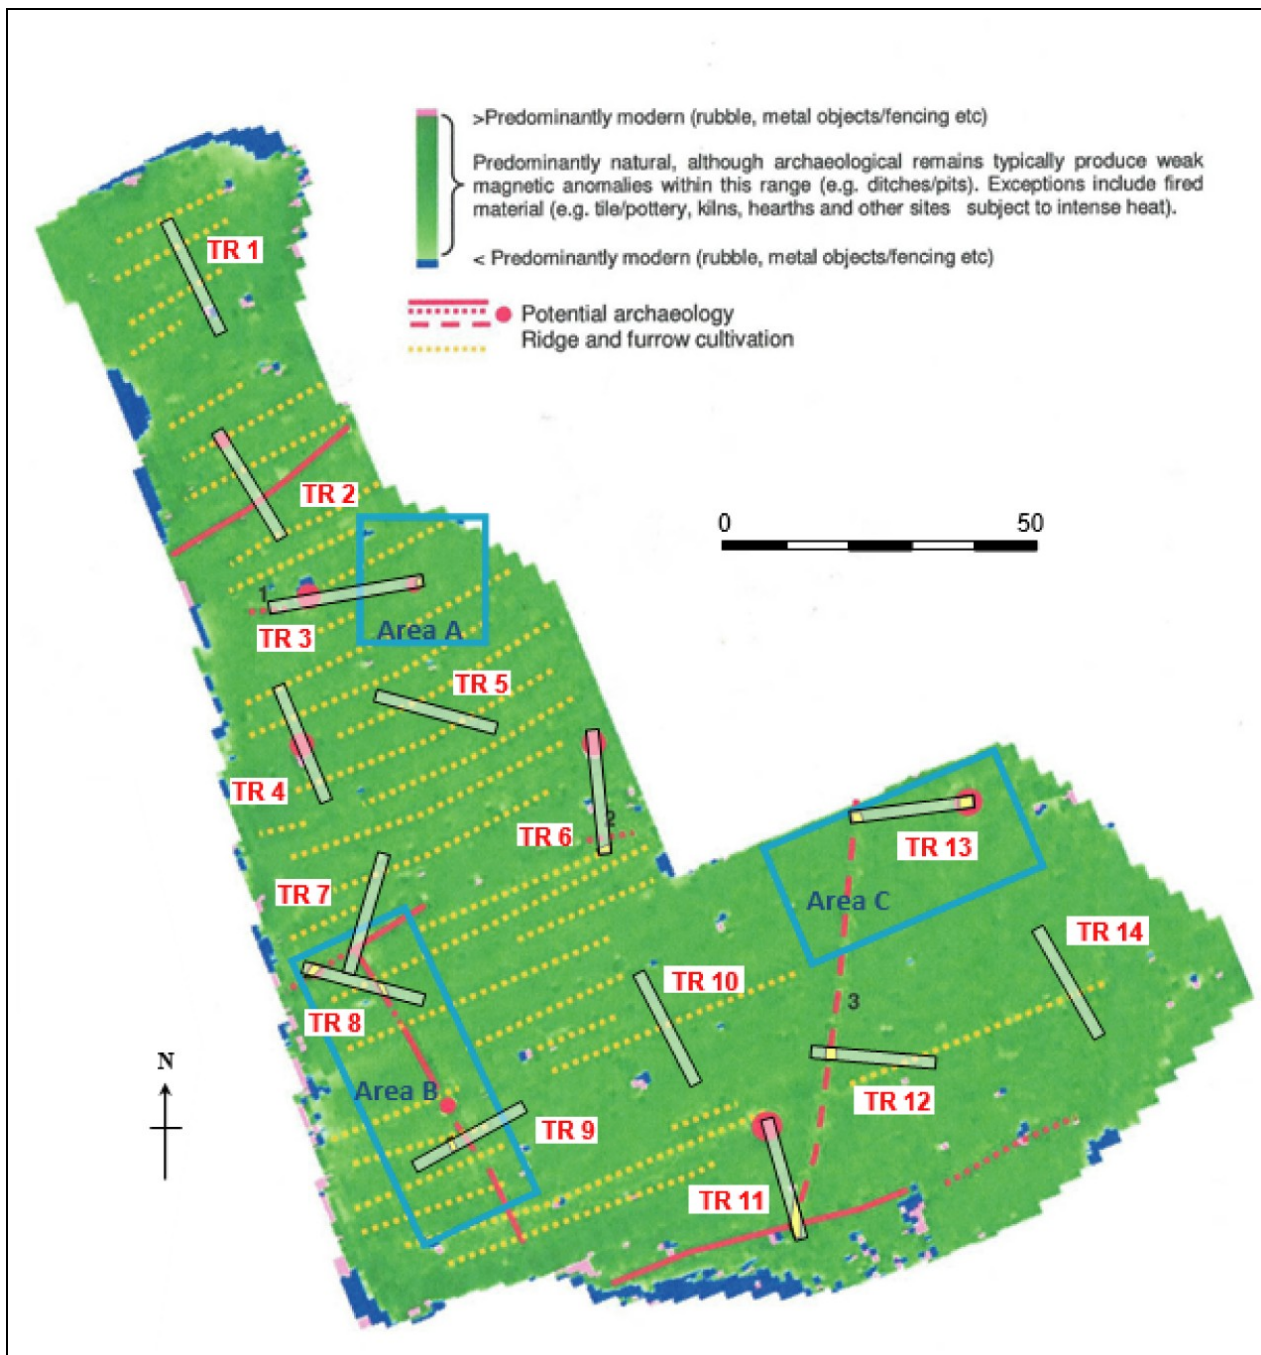 >Predominantly modern (rubble, metal objects/fencing etc)
Predominantly natural, although archaeological remains typically produce weak
magnetic anomalies within this range (e.g. ditches/pits). Exceptions include fired
material (e.g. tile/pottery, kilns, hearths and other sites subject to intense heat).
< Predominantly modern (rubble, metal objects/fencing etc)
Potential archaeology
Ridge and furrow cultivation
TR 1
TR 2
0 50
1
TR 3
Area A
TR 5
TR 4
TR 6
2
TR 13
TR 7
Area C
TR 14
TR 10
3
TR 8
N
Area B
TR 12
TR 9
TR 11